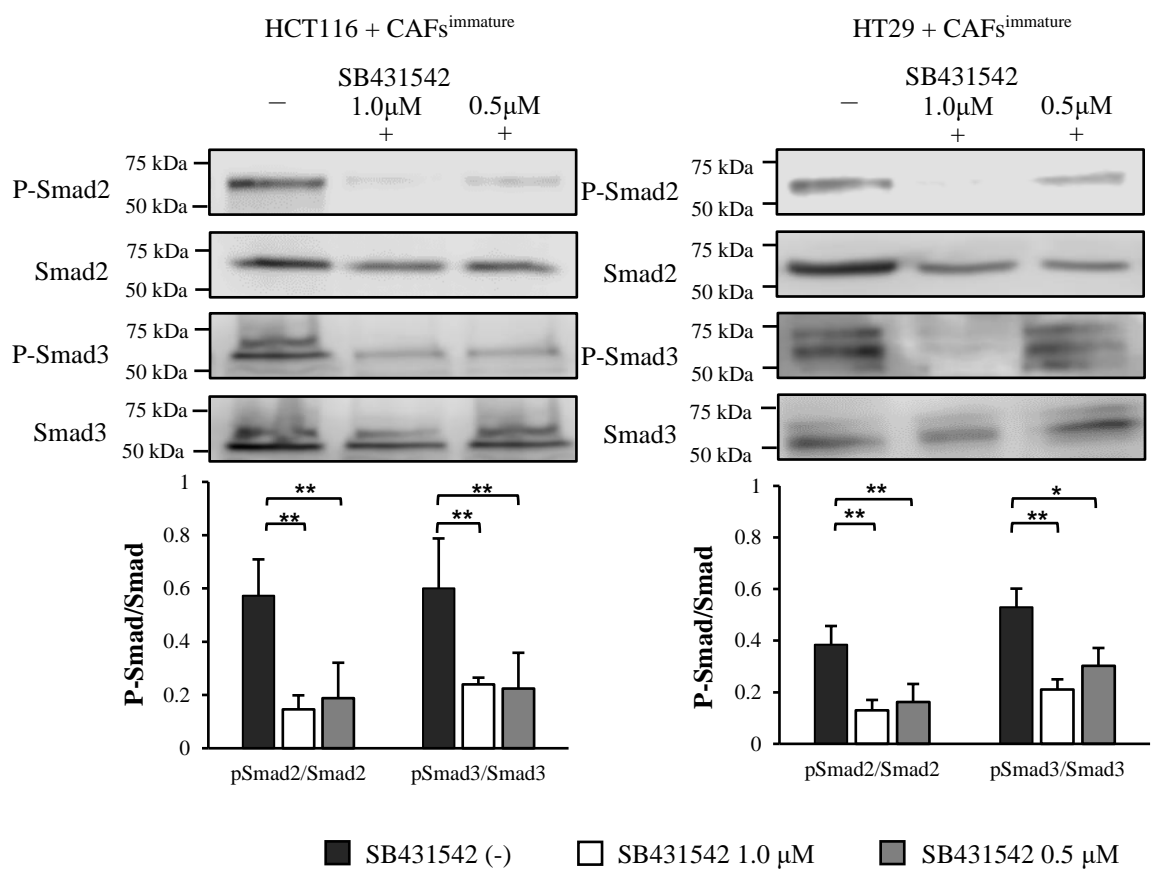 HCT116 + CAFs^immature
SB431542
− 1.0μM 0.5μM
+ +
P-Smad2
75 kDa
50 kDa
Smad2
75 kDa
50 kDa
P-Smad3
75 kDa
50 kDa
Smad3
75 kDa
50 kDa
P-Smad/Smad
1
0.8
0.6
0.4
0.2
0
** **
** **
pSmad2/Smad2 pSmad3/Smad3
HT29 + CAFs^immature
SB431542
− 1.0μM 0.5μM
+ +
P-Smad2
75 kDa
50 kDa
Smad2
75 kDa
50 kDa
P-Smad3
75 kDa
50 kDa
Smad3
75 kDa
50 kDa
P-Smad/Smad
1
0.8
0.6
0.4
0.2
0
** *
** **
pSmad2/Smad2 pSmad3/Smad3
SB431542 (-) SB431542 1.0 μM SB431542 0.5 μM